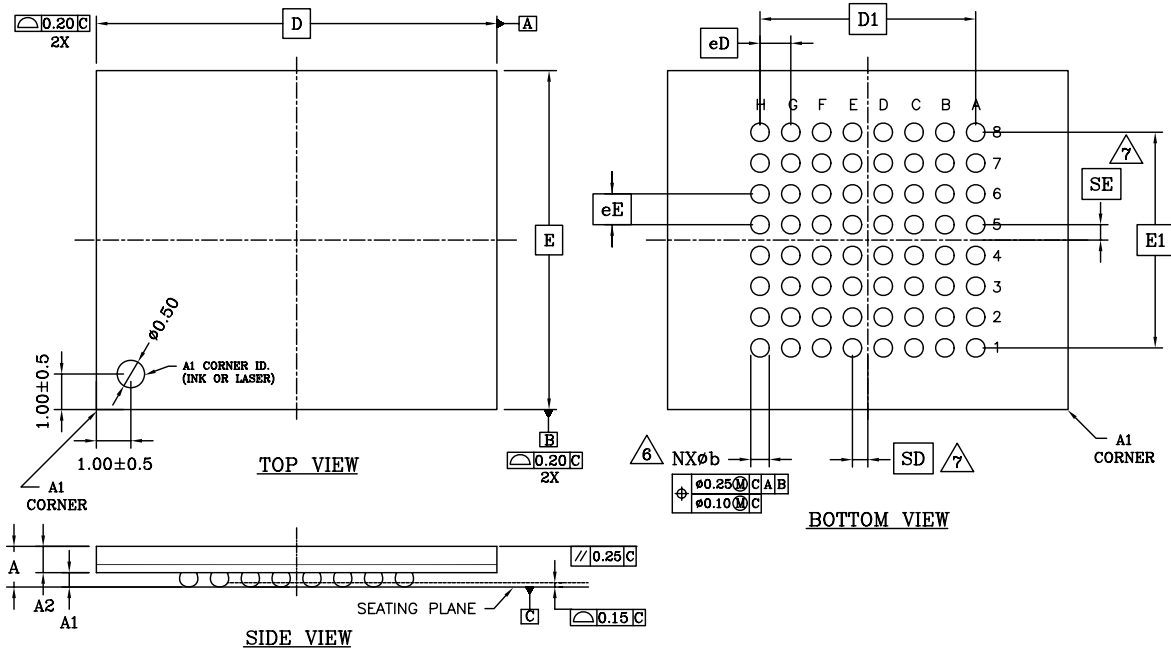 ⌓ 0.20 C
2X
D
A
E
ø0.50
A1 CORNER ID.
(INK OR LASER)
1.00±0.5
1.00±0.5
A1
CORNER
TOP VIEW
B
⌓ 0.20 C
2X
D1
eD
H G F E D C B A
8
7
6
5
4
3
2
1
7
SE
eE
E1
6 NXøb
⌖ ø0.25 Ⓜ C A B
ø0.10 Ⓜ C
SD 7
A1
CORNER
BOTTOM VIEW
A
A2
A1
// 0.25 C
SEATING PLANE
C
⌓ 0.15 C
SIDE VIEW